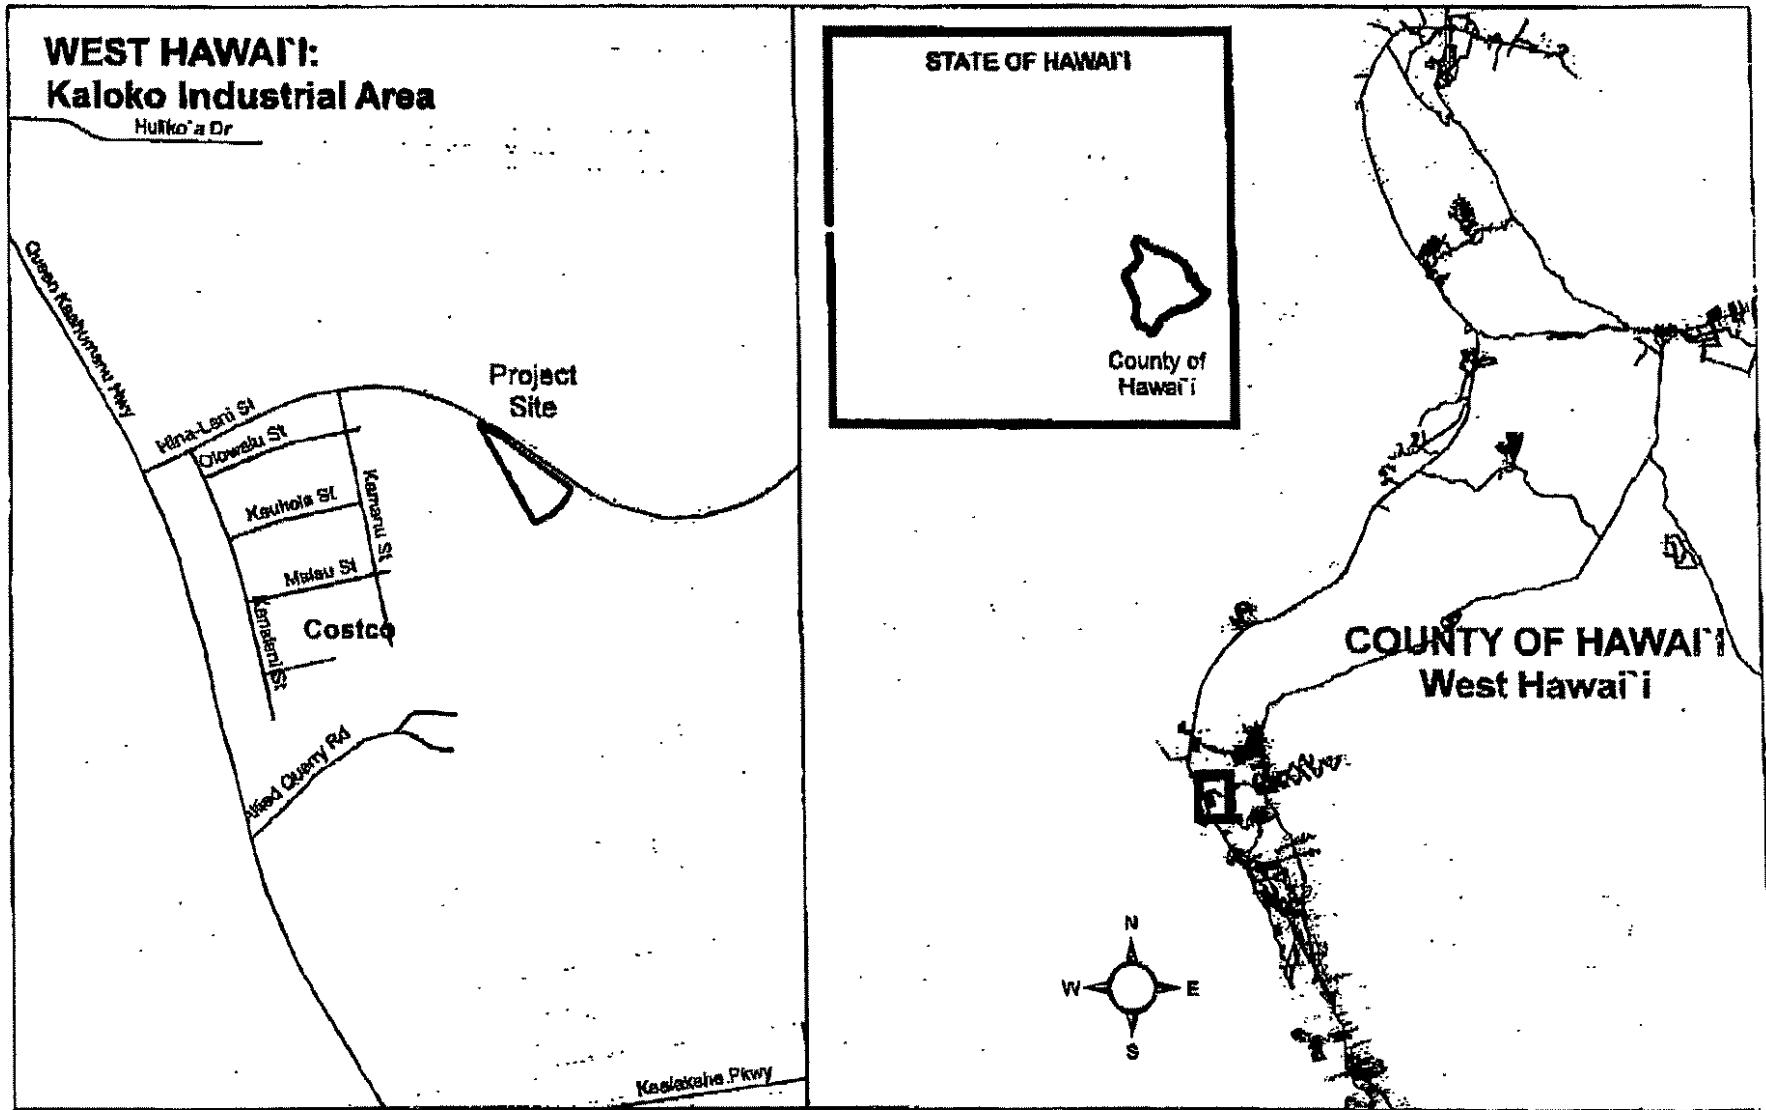 WEST HAWAI`I:
Kaloko Industrial Area
Huliko`a Dr
Queen Kaahumanu Hwy
Hina-Lani St
Olowalu St
Kauhola St
Kamanu St
Malau St
Kanalani St
Costco
Allied Quarry Rd
Project
Site
Kealakehe Pkwy
STATE OF HAWAI`I
County of
Hawai`i
COUNTY OF HAWAI`I
West Hawai`i
N
W
E
S